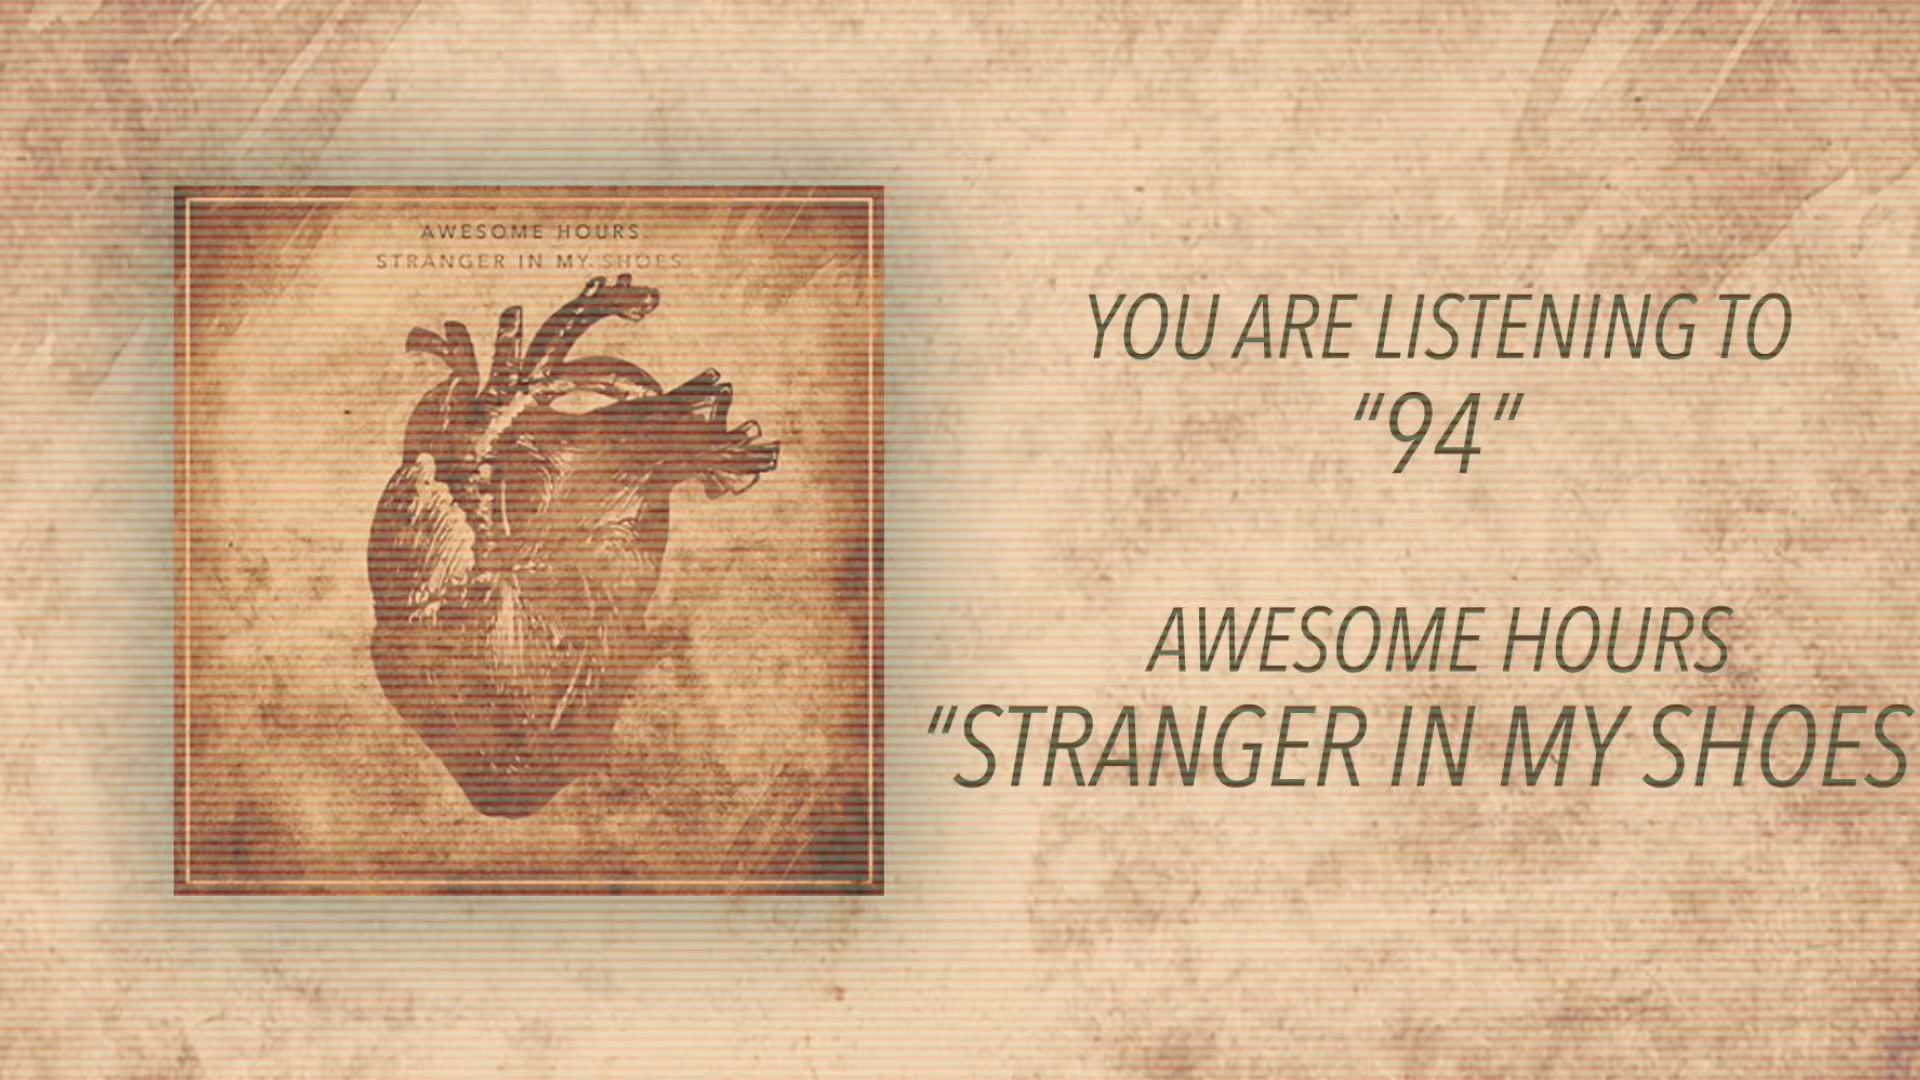 AWESOME HOURS
STRANGER IN MY SHOES
YOU ARE LISTENING TO
"94"
AWESOME HOURS
"STRANGER IN MY SHOES